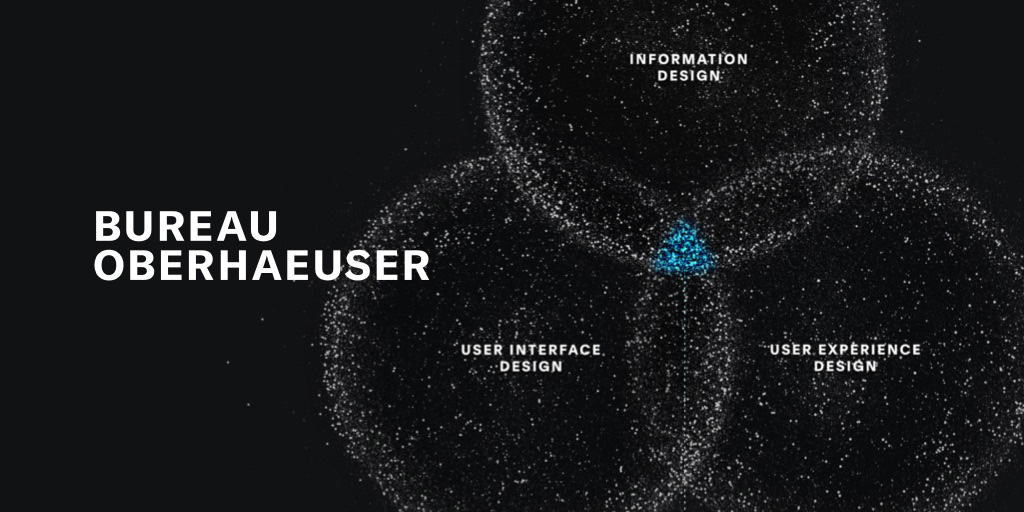 INFORMATION
DESIGN
BUREAU
OBERHAEUSER
USER INTERFACE
DESIGN
USER EXPERIENCE
DESIGN